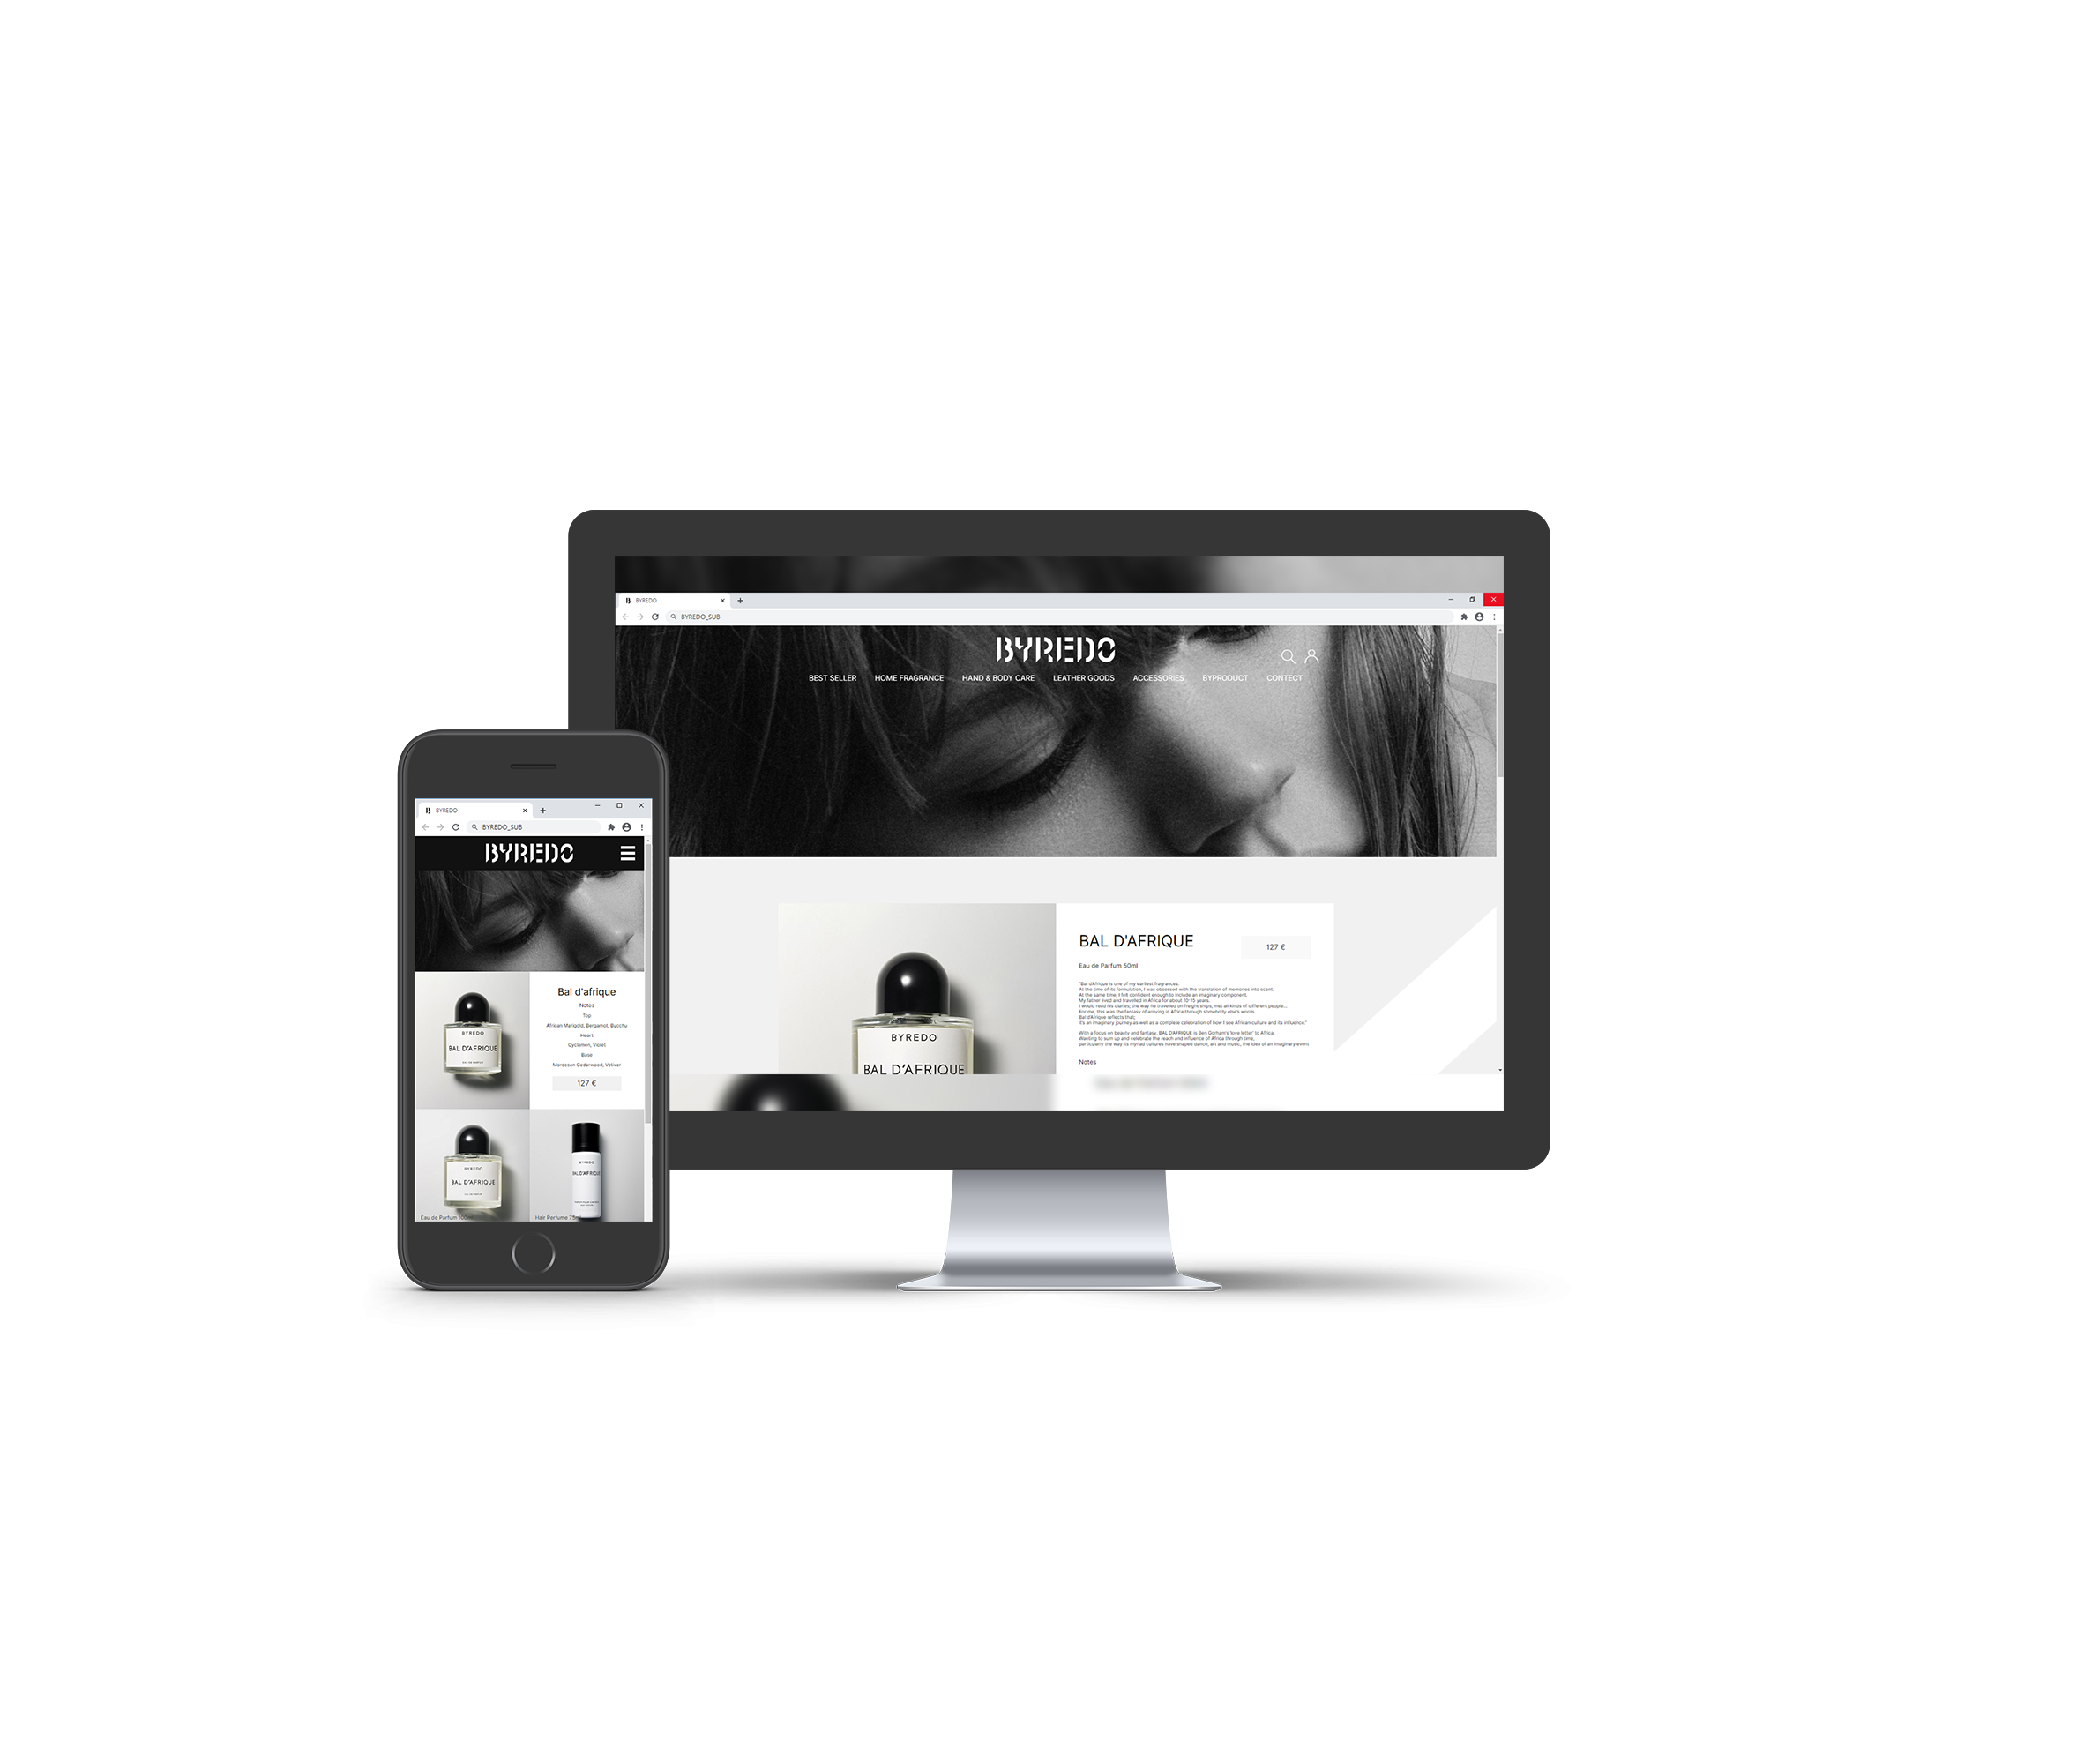 BYREDO
BYREDO_SUB
BYREDO
BEST SELLER HOME FRAGRANCE HAND & BODY CARE LEATHER GOODS ACCESSORIES BYPRODUCT CONTECT
BAL D'AFRIQUE
127 €
Eau de Parfum 50ml
"Bal d'Afrique is one of my earliest fragrances.
At the time of its formulation, I was obsessed with the translation of memories into scent.
At the same time, I felt confident enough to include an imaginary component.
My father lived and travelled in Africa for about 10-15 years.
I would read his diaries; the way he travelled on freight ships, met all kinds of different people...
For me, this was the fantasy of arriving in Africa through somebody else's words.
Bal d'Afrique reflects that;
it's an imaginary journey as well as a complete celebration of how I see African culture and its influence."
With a focus on beauty and fantasy, BAL D'AFRIQUE is Ben Gorham's 'love letter' to Africa.
Wanting to sum up and celebrate the reach and influence of Africa through time,
particularly the way its myriad cultures have shaped dance, art and music, the idea of an imaginary event
Notes
BYREDO
BAL D'AFRIQUE
BYREDO
BYREDO_SUB
BYREDO
BYREDO
BAL D'AFRIQUE
EAU DE PARFUM
Bal d'afrique
Notes
Top
African Marigold, Bergamot, Bucchu
Heart
Cyclamen, Violet
Base
Moroccan Cedarwood, Vetiver
127 €
BYREDO
BAL D'AFRIQUE
EAU DE PARFUM
Eau de Parfum
BYREDO
BAL D'AFRIQUE
Hair Perfume 75ml